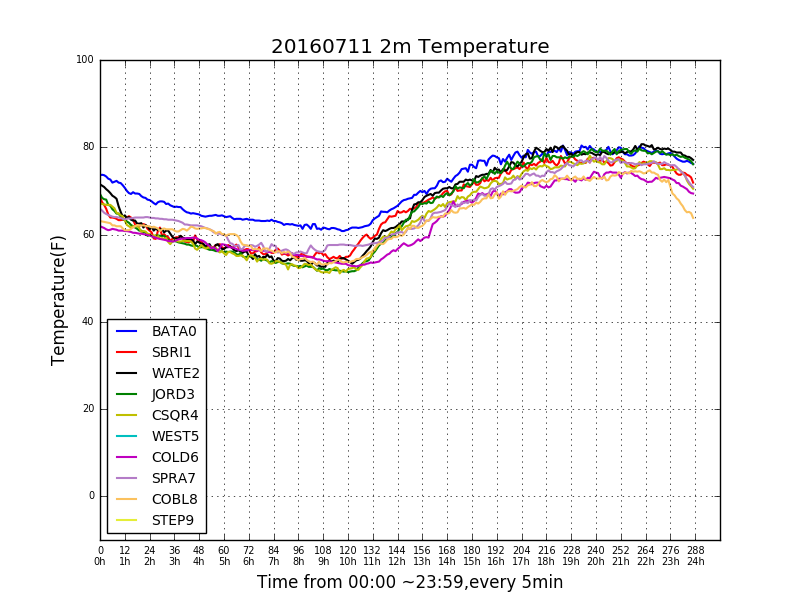 20160711 2m Temperature
Temperature(F)
100
80
60
40
20
0
BATA0
SBRI1
WATE2
JORD3
CSQR4
WEST5
COLD6
SPRA7
COBL8
STEP9
0 12 24 36 48 60 72 84 96 108 120 132 144 156 168 180 192 204 216 228 240 252 264 276 288
0h 1h 2h 3h 4h 5h 6h 7h 8h 9h 10h 11h 12h 13h 14h 15h 16h 17h 18h 19h 20h 21h 22h 23h 24h
Time from 00:00 ~23:59,every 5min